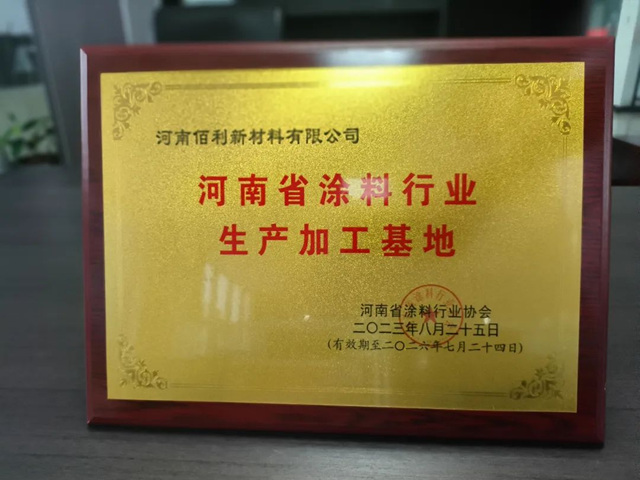 河南佰利新材料有限公司
河南省涂料行业
生产加工基地
河南省涂料行业协会
二〇二三年八月二十五日
(有效期至二〇二六年七月二十四日)